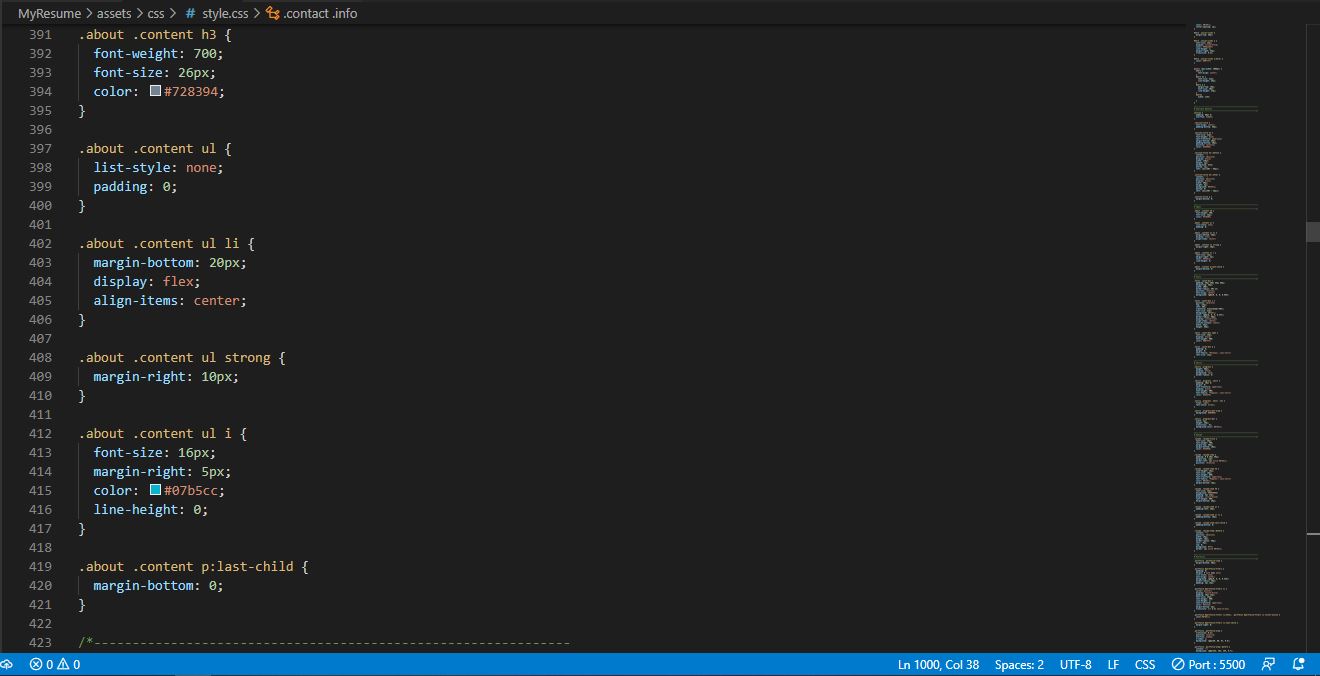 MyResume > assets > css > # style.css > .contact .info
391 .about .content h3 {
392   font-weight: 700;
393   font-size: 26px;
394   color: #728394;
395 }
396
397 .about .content ul {
398   list-style: none;
399   padding: 0;
400 }
401
402 .about .content ul li {
403   margin-bottom: 20px;
404   display: flex;
405   align-items: center;
406 }
407
408 .about .content ul strong {
409   margin-right: 10px;
410 }
411
412 .about .content ul i {
413   font-size: 16px;
414   margin-right: 5px;
415   color: #07b5cc;
416   line-height: 0;
417 }
418
419 .about .content p:last-child {
420   margin-bottom: 0;
421 }
422
423 /*--------------------------------------------------------------
0 0 Ln 1000, Col 38 Spaces: 2 UTF-8 LF CSS Port : 5500